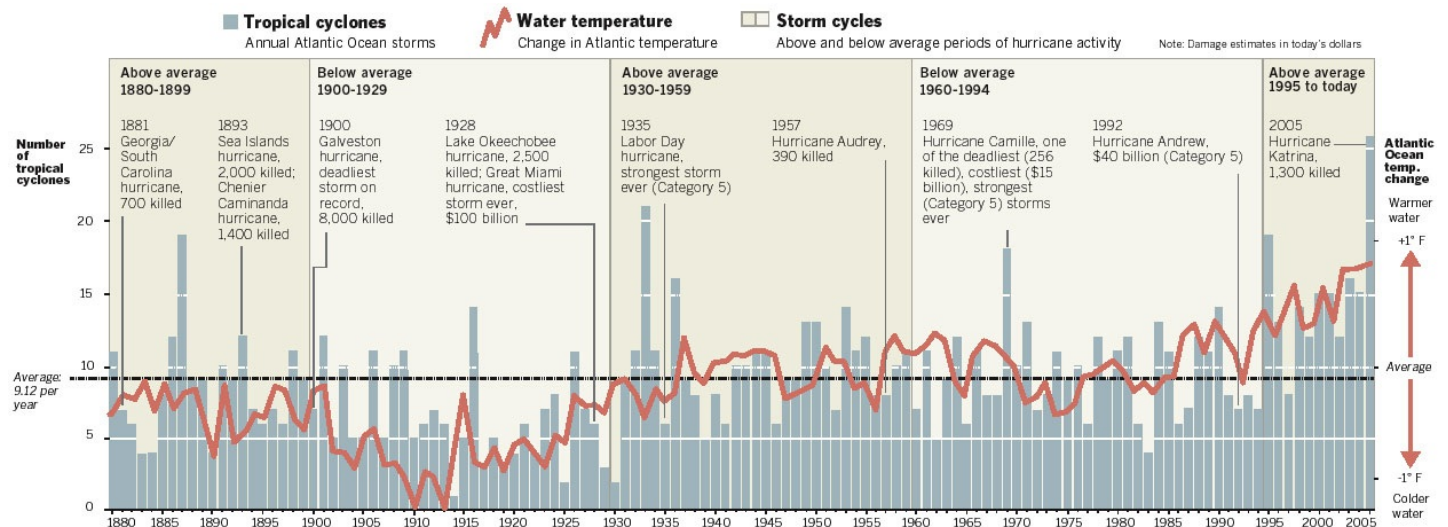 Tropical cyclones
Annual Atlantic Ocean storms
Water temperature
Change in Atlantic temperature
Storm cycles
Above and below average periods of hurricane activity
Note: Damage estimates in today's dollars
Above average
1880-1899
Below average
1900-1929
Above average
1930-1959
Below average
1960-1994
Above average
1995 to today
Number
of
tropical
cyclones
1881
Georgia/
South
Carolina
hurricane,
700 killed
1893
Sea Islands
hurricane,
2,000 killed;
Chenier
Caminanda
hurricane,
1,400 killed
1900
Galveston
hurricane,
deadliest
storm on
record,
8,000 killed
1928
Lake Okeechobee
hurricane, 2,500
killed; Great Miami
hurricane, costliest
storm ever,
$100 billion
1935
Labor Day
hurricane,
strongest storm
ever (Category 5)
1957
Hurricane Audrey,
390 killed
1969
Hurricane Camille, one
of the deadliest (256
killed), costliest ($15
billion), strongest
(Category 5) storms
ever
1992
Hurricane Andrew,
$40 billion (Category 5)
2005
Hurricane
Katrina,
1,300 killed
Atlantic
Ocean
temp.
change
Warmer
water
+1° F
Average
-1° F
Colder
water
25
20
15
10
Average:
9.12 per
year
5
0
1880 1885 1890 1895 1900 1905 1910 1915 1920 1925 1930 1935 1940 1945 1950 1955 1960 1965 1970 1975 1980 1985 1990 1995 2000 2005